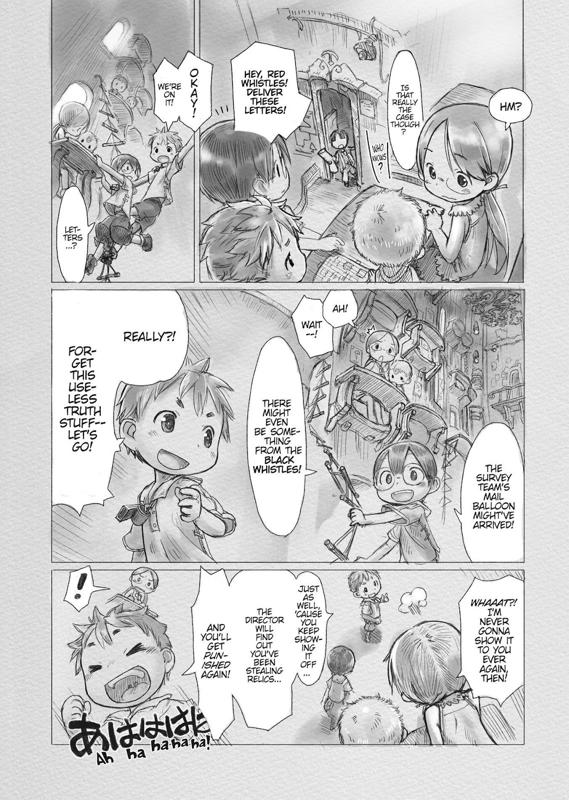 HM?
IS
THAT
REALLY
THE
CASE
THOUGH
?
WHO
KNOWS
?
HEY, RED
WHISTLES!
DELIVER
THESE
LETTERS!
OKAY!
WE'RE
ON IT!
LET-
TERS
...?
THE
SURVEY
TEAM'S
MAIL
BALLOON
MIGHT'VE
ARRIVED!
AH!
WAIT
--!
THERE
MIGHT
EVEN
BE SOME-
THING
FROM THE
BLACK
WHISTLES!
REALLY?!
FOR-
GET
THIS
USE-
LESS
TRUTH
STUFF--
LET'S
GO!
WHAAAT?!
I'M
NEVER
GONNA
SHOW IT
TO YOU
EVER
AGAIN,
THEN!
JUST
AS
WELL,
'CAUSE
YOU
KEEP
SHOW-
ING
IT
OFF...
THE
DIRECTOR
WILL
FIND
OUT
YOU'VE
BEEN
STEALING
RELICS...
AND
YOU'LL
GET
PUN-
ISHED
AGAIN!
!
あははは
Ah ha ha ha ha!